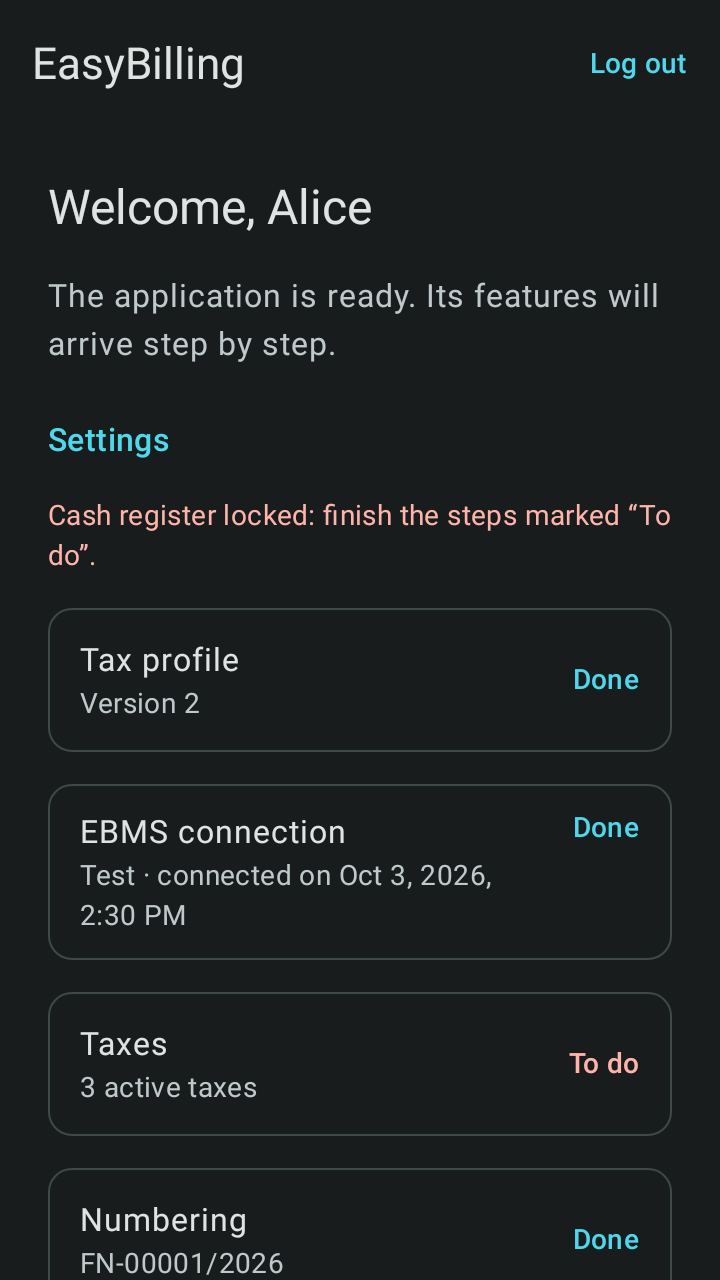 EasyBilling
Log out
Welcome, Alice
The application is ready. Its features will
arrive step by step.
Settings
Cash register locked: finish the steps marked “To
do”.
Tax profile
Version 2
Done
EBMS connection
Test · connected on Oct 3, 2026,
2:30 PM
Done
Taxes
3 active taxes
To do
Numbering
FN-00001/2026
Done